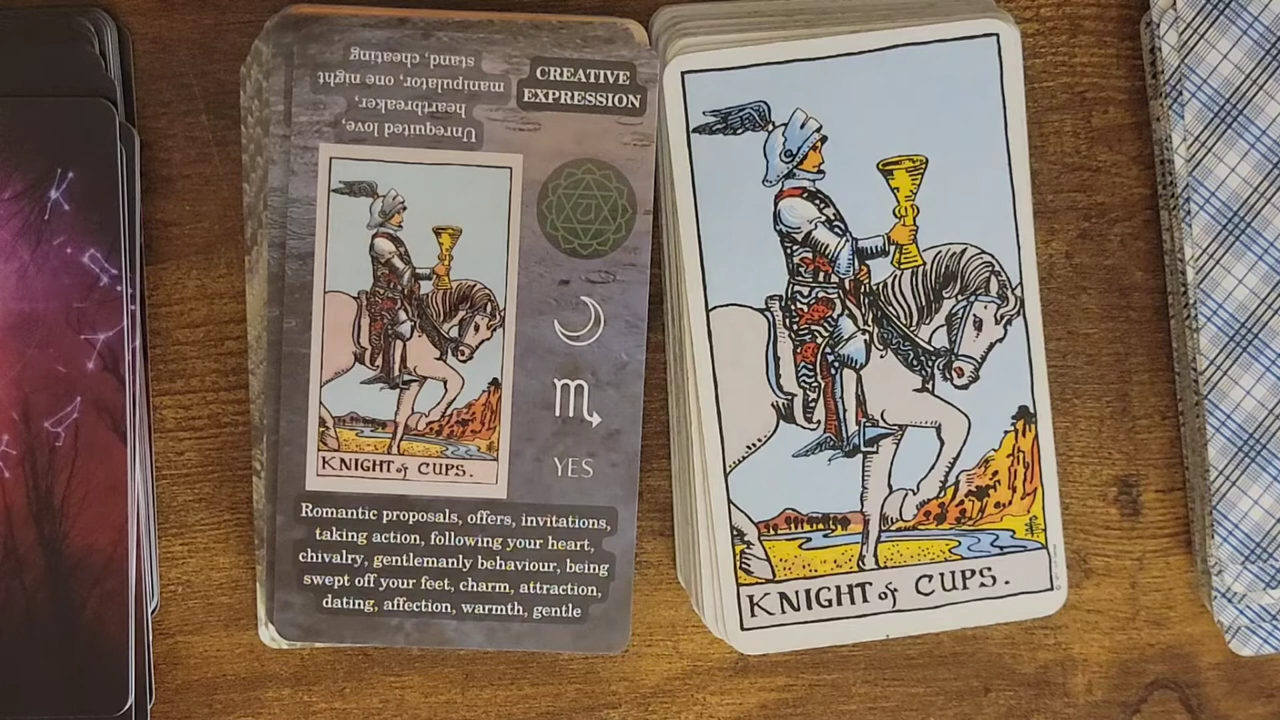 Unrequited love,
heartbreaker,
manipulator, one night
stand, cheating
CREATIVE
EXPRESSION
YES
KNIGHT of CUPS.
Romantic proposals, offers, invitations,
taking action, following your heart,
chivalry, gentlemanly behaviour, being
swept off your feet, charm, attraction,
dating, affection, warmth, gentle
KNIGHT of CUPS.